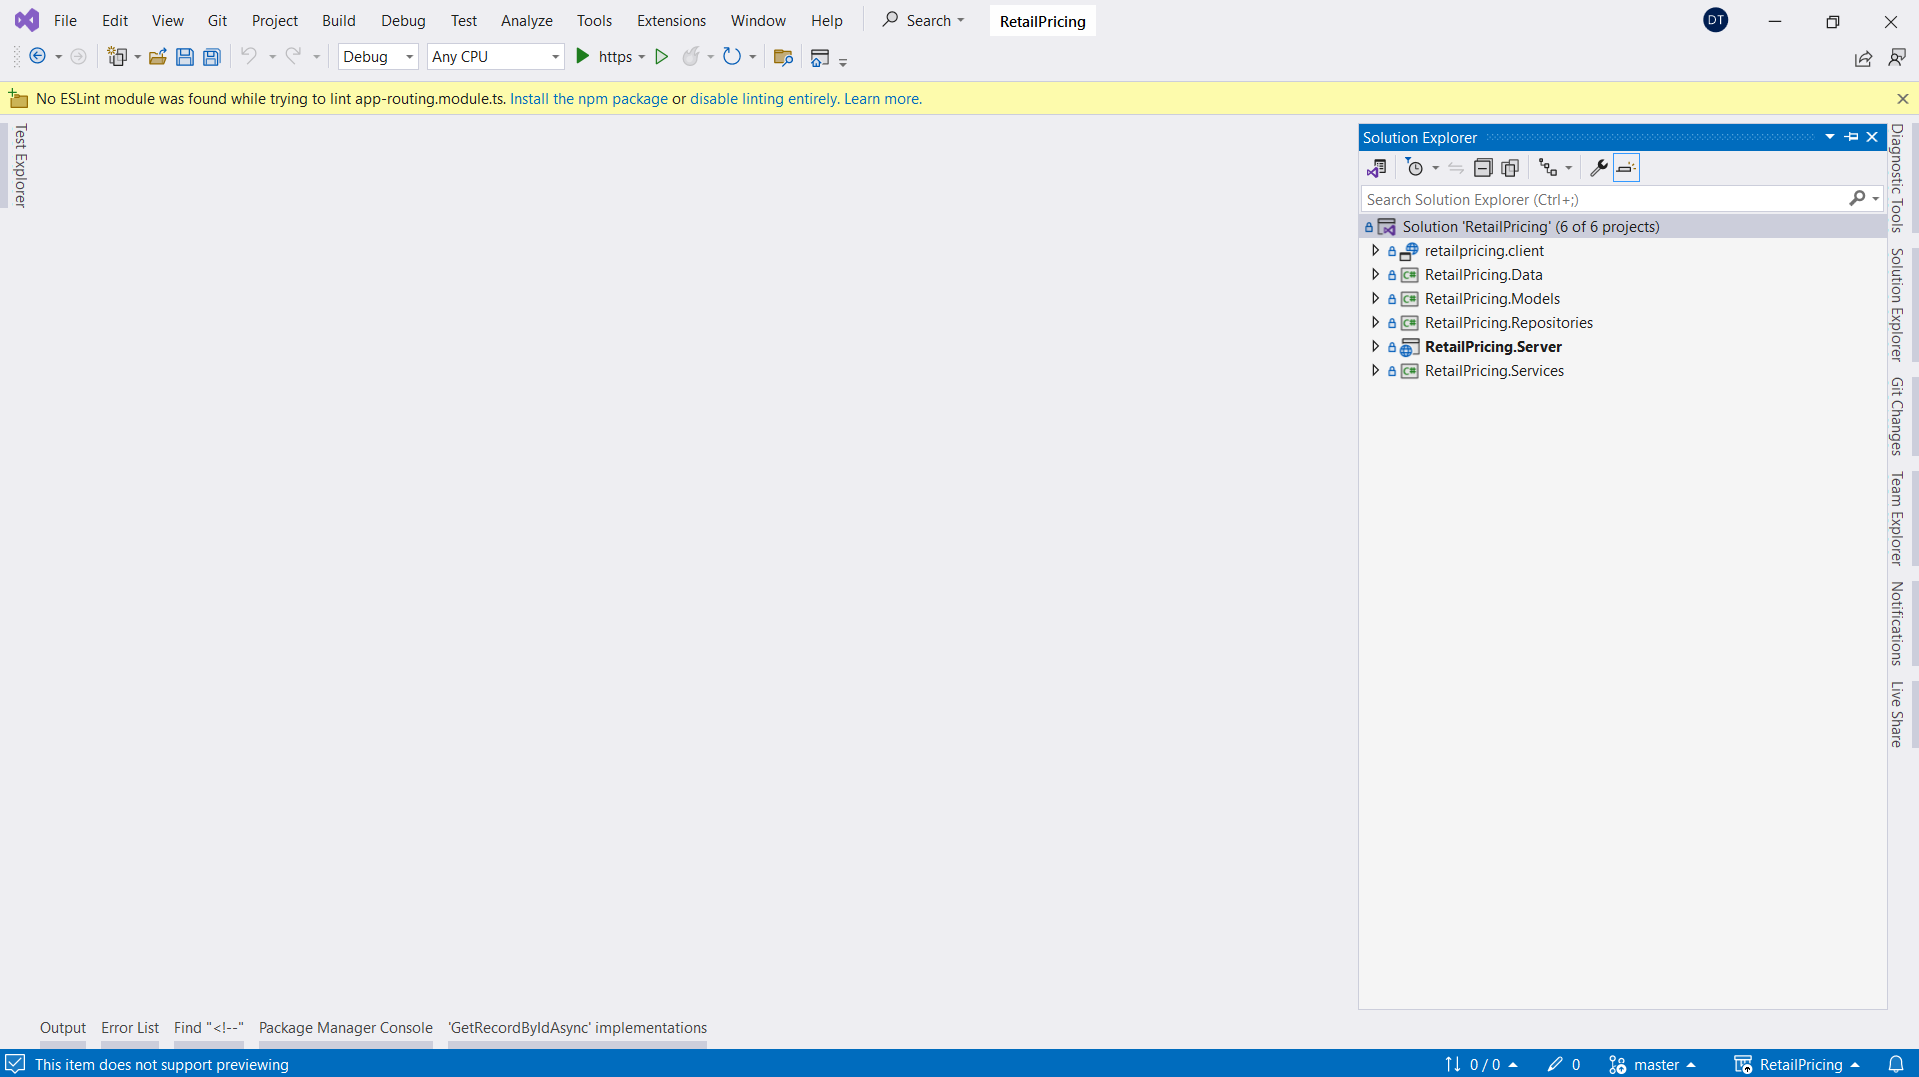 File Edit View Git Project Build Debug Test Analyze Tools Extensions Window Help Search RetailPricing DT
Debug Any CPU https
No ESLint module was found while trying to lint app-routing.module.ts. Install the npm package or disable linting entirely. Learn more.
Test Explorer
Solution Explorer
Search Solution Explorer (Ctrl+;)
Solution 'RetailPricing' (6 of 6 projects)
retailpricing.client
C# RetailPricing.Data
C# RetailPricing.Models
C# RetailPricing.Repositories
RetailPricing.Server
C# RetailPricing.Services
Diagnostic Tools
Solution Explorer
Git Changes
Team Explorer
Notifications
Live Share
Output Error List Find "<!--" Package Manager Console 'GetRecordByIdAsync' implementations
This item does not support previewing 0 / 0 0 master RetailPricing